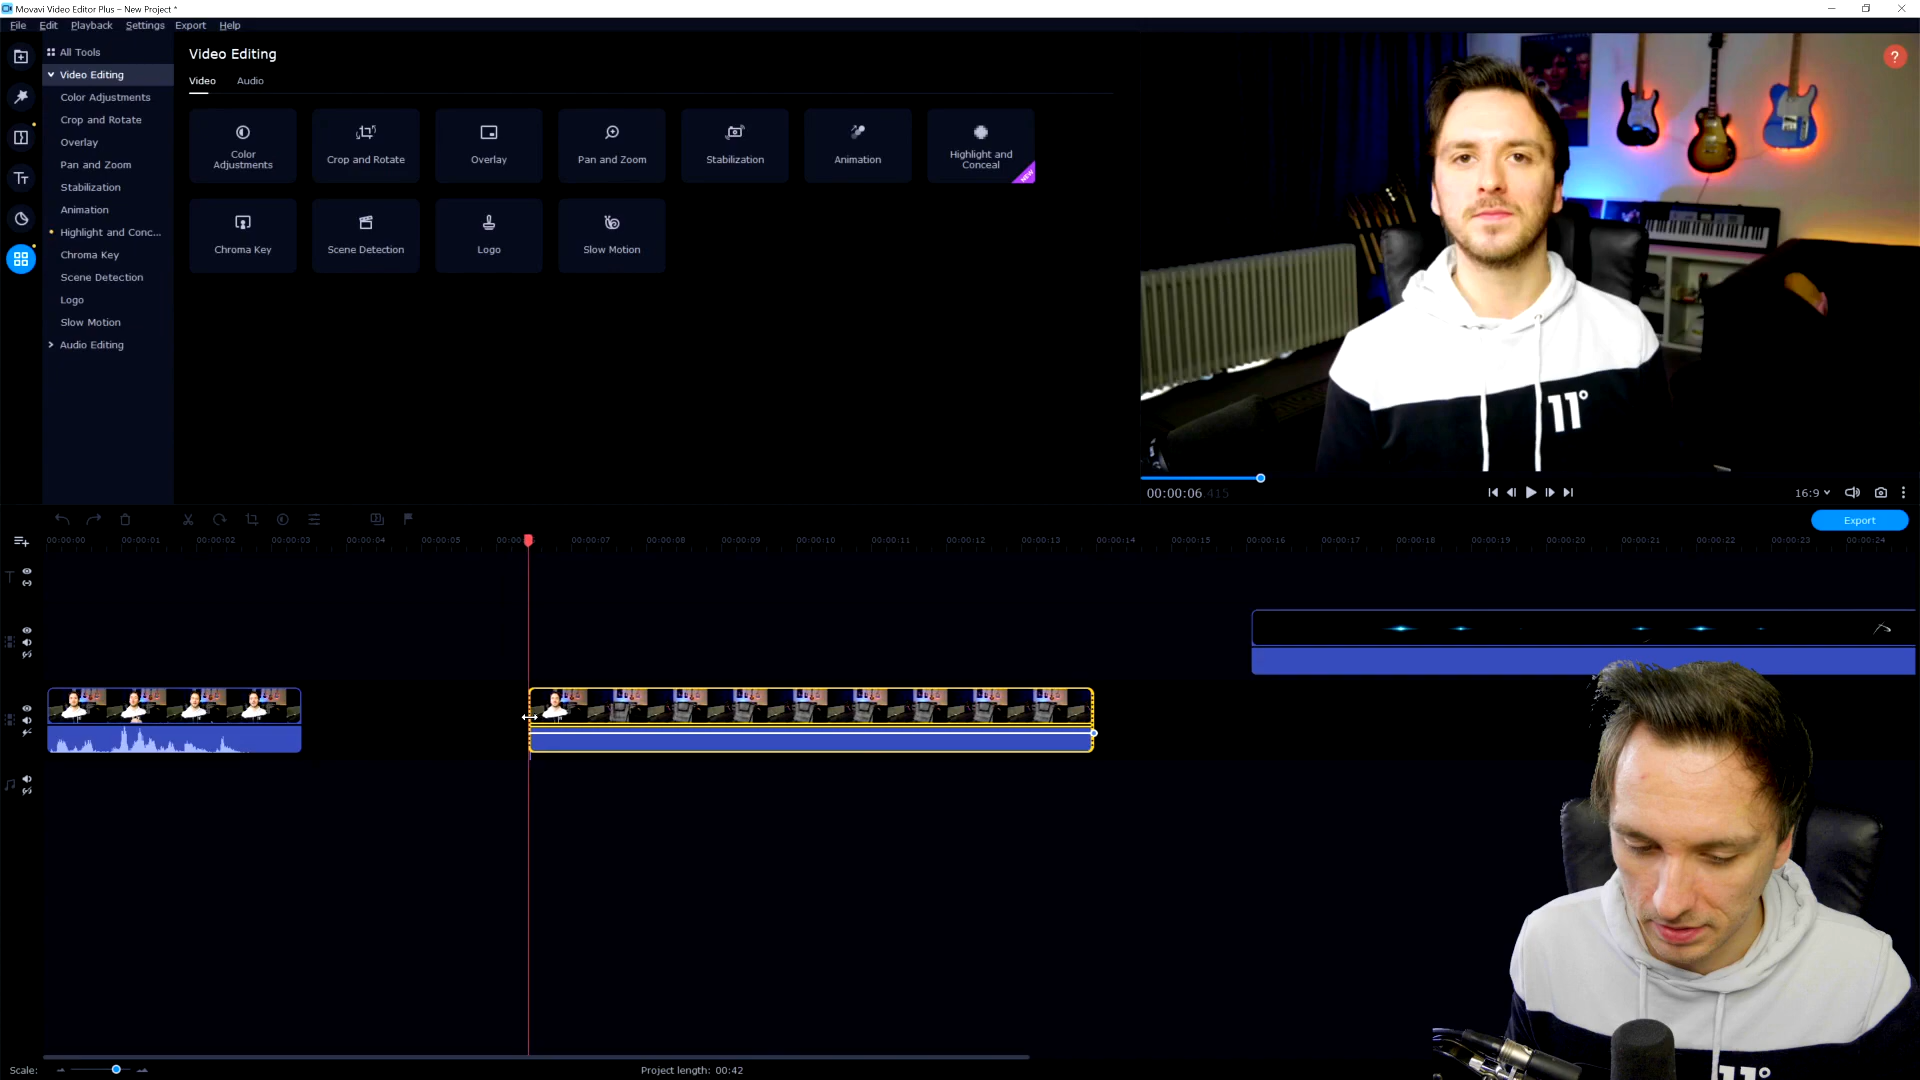 Movavi Video Editor Plus – New Project *
File Edit Playback Settings Export Help
All Tools
Video Editing
Color Adjustments
Crop and Rotate
Overlay
Pan and Zoom
Stabilization
Animation
Highlight and Conc...
Chroma Key
Scene Detection
Logo
Slow Motion
Audio Editing
Video Editing
Video Audio
Color Adjustments
Crop and Rotate
Overlay
Pan and Zoom
Stabilization
Animation
Highlight and Conceal
NEW
Chroma Key
Scene Detection
Logo
Slow Motion
?
11°
00:00:06.415
16:9
Export
00:00:00 00:00:01 00:00:02 00:00:03 00:00:04 00:00:05 00:00 00:00:07 00:00:08 00:00:09 00:00:10 00:00:11 00:00:12 00:00:13 00:00:14 00:00:15 00:00:16 00:00:17 00:00:18 00:00:19 00:00:20 00:00:21 00:00:22 00:00:23 00:00:24
Scale:
Project length: 00:42
11°